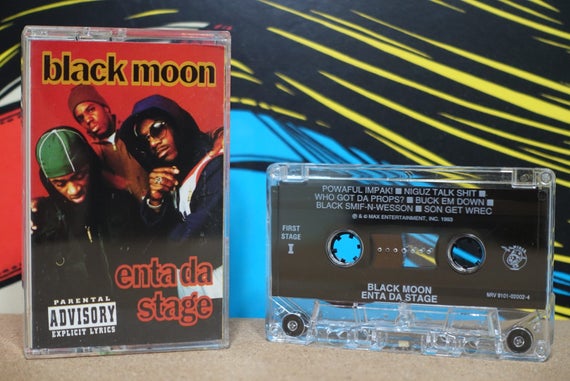 black moon
enta da
stage
PARENTAL
ADVISORY
EXPLICIT LYRICS
POWAFUL IMPAK! ■ NIGUZ TALK SHIT ■
WHO GOT DA PROPS? ■ BUCK EM DOWN ■
BLACK SMIF-N-WESSON ■ SON GET WREC
℗ & © MAX ENTERTAINMENT, INC. 1993
FIRST
STAGE
I
BLACK MOON
ENTA DA STAGE
NRV 9101-02002-4